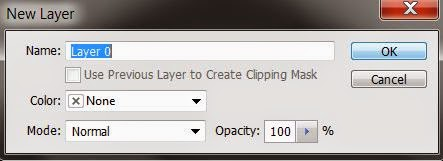 New Layer
Name: Layer 0
OK
Use Previous Layer to Create Clipping Mask
Cancel
Color: None
Mode: Normal Opacity: 100 %